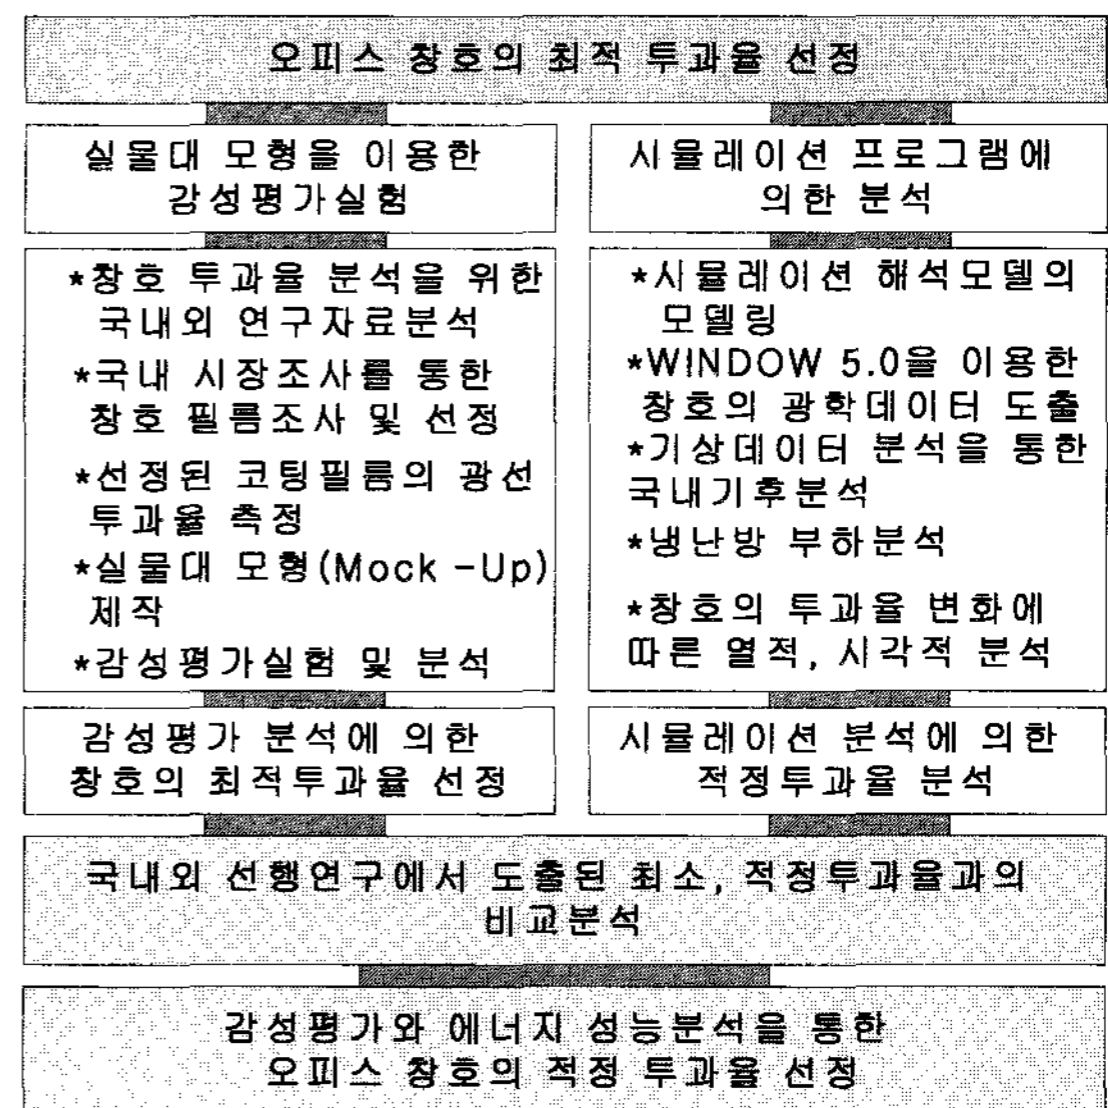 오피스 창호의 최적 투과율 선정
실물대 모형을 이용한
감성평가실험
시뮬레이션 프로그램에
의한 분석
*창호 투과율 분석을 위한
국내외 연구자료분석
*국내 시장조사를 통한
창호 필름조사 및 선정
*선정된 코팅필름의 광선
투과율 측정
*실물대 모형(Mock -Up)
제작
*감성평가실험 및 분석
*시뮬레이션 해석모델의
모델링
*WINDOW 5.0을 이용한
창호의 광학데이터 도출
*기상데이터 분석을 통한
국내기후분석
*냉난방 부하분석
*창호의 투과율 변화에
따른 열적, 시각적 분석
감성평가 분석에 의한
창호의 최적투과율 선정
시뮬레이션 분석에 의한
적정투과율 분석
국내외 선행연구에서 도출된 최소, 적정투과율과의
비교분석
감성평가와 에너지 성능분석을 통한
오피스 창호의 적정 투과율 선정